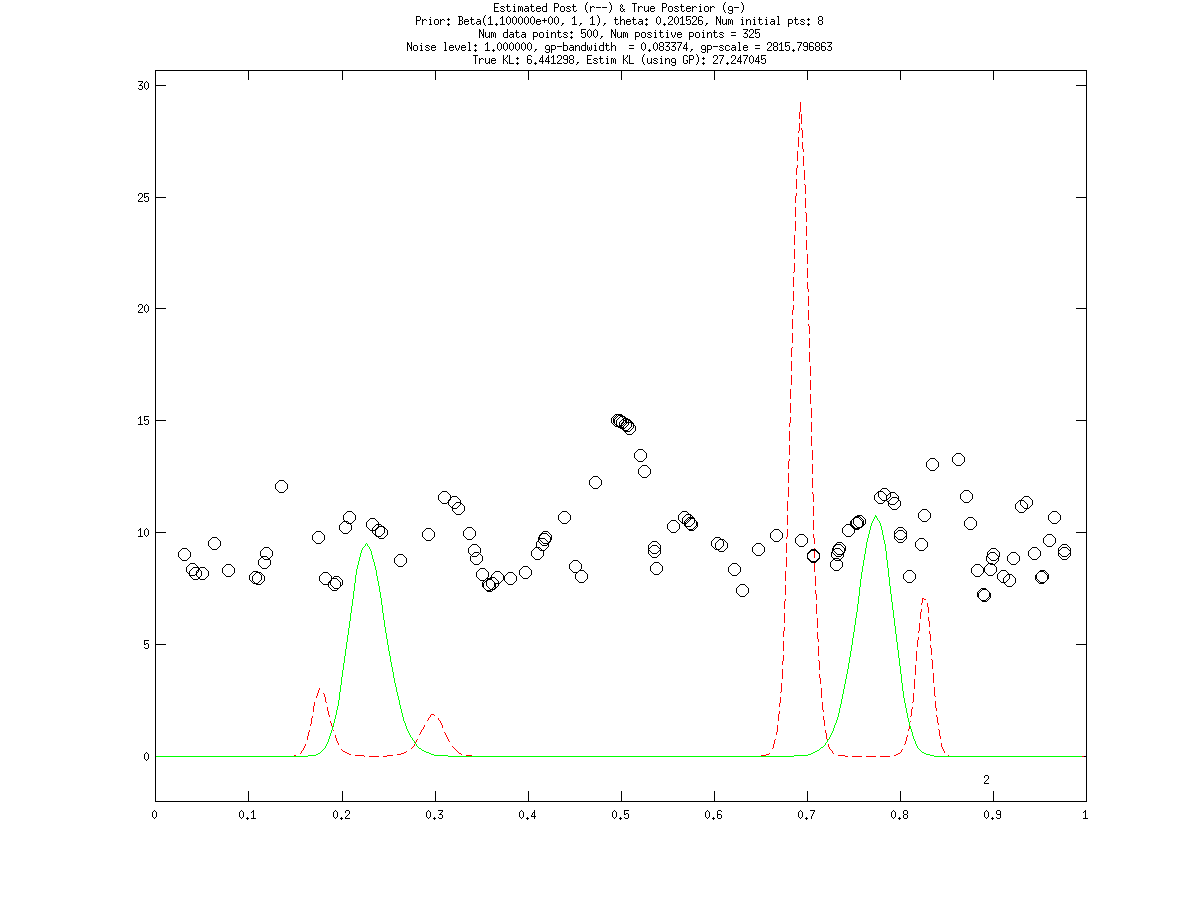 Estimated Post (r--) & True Posterior (g-)
Prior: Beta(1.100000e+00, 1, 1), theta: 0.201526, Num initial pts: 8
Num data points: 500, Num positive points = 325
Noise level: 1.000000, gp-bandwidth  = 0.083374, gp-scale = 2815.796863
True KL: 6.441298, Estim KL (using GP): 27.247045
30
25
20
15
10
5
0
2
0 0.1 0.2 0.3 0.4 0.5 0.6 0.7 0.8 0.9 1